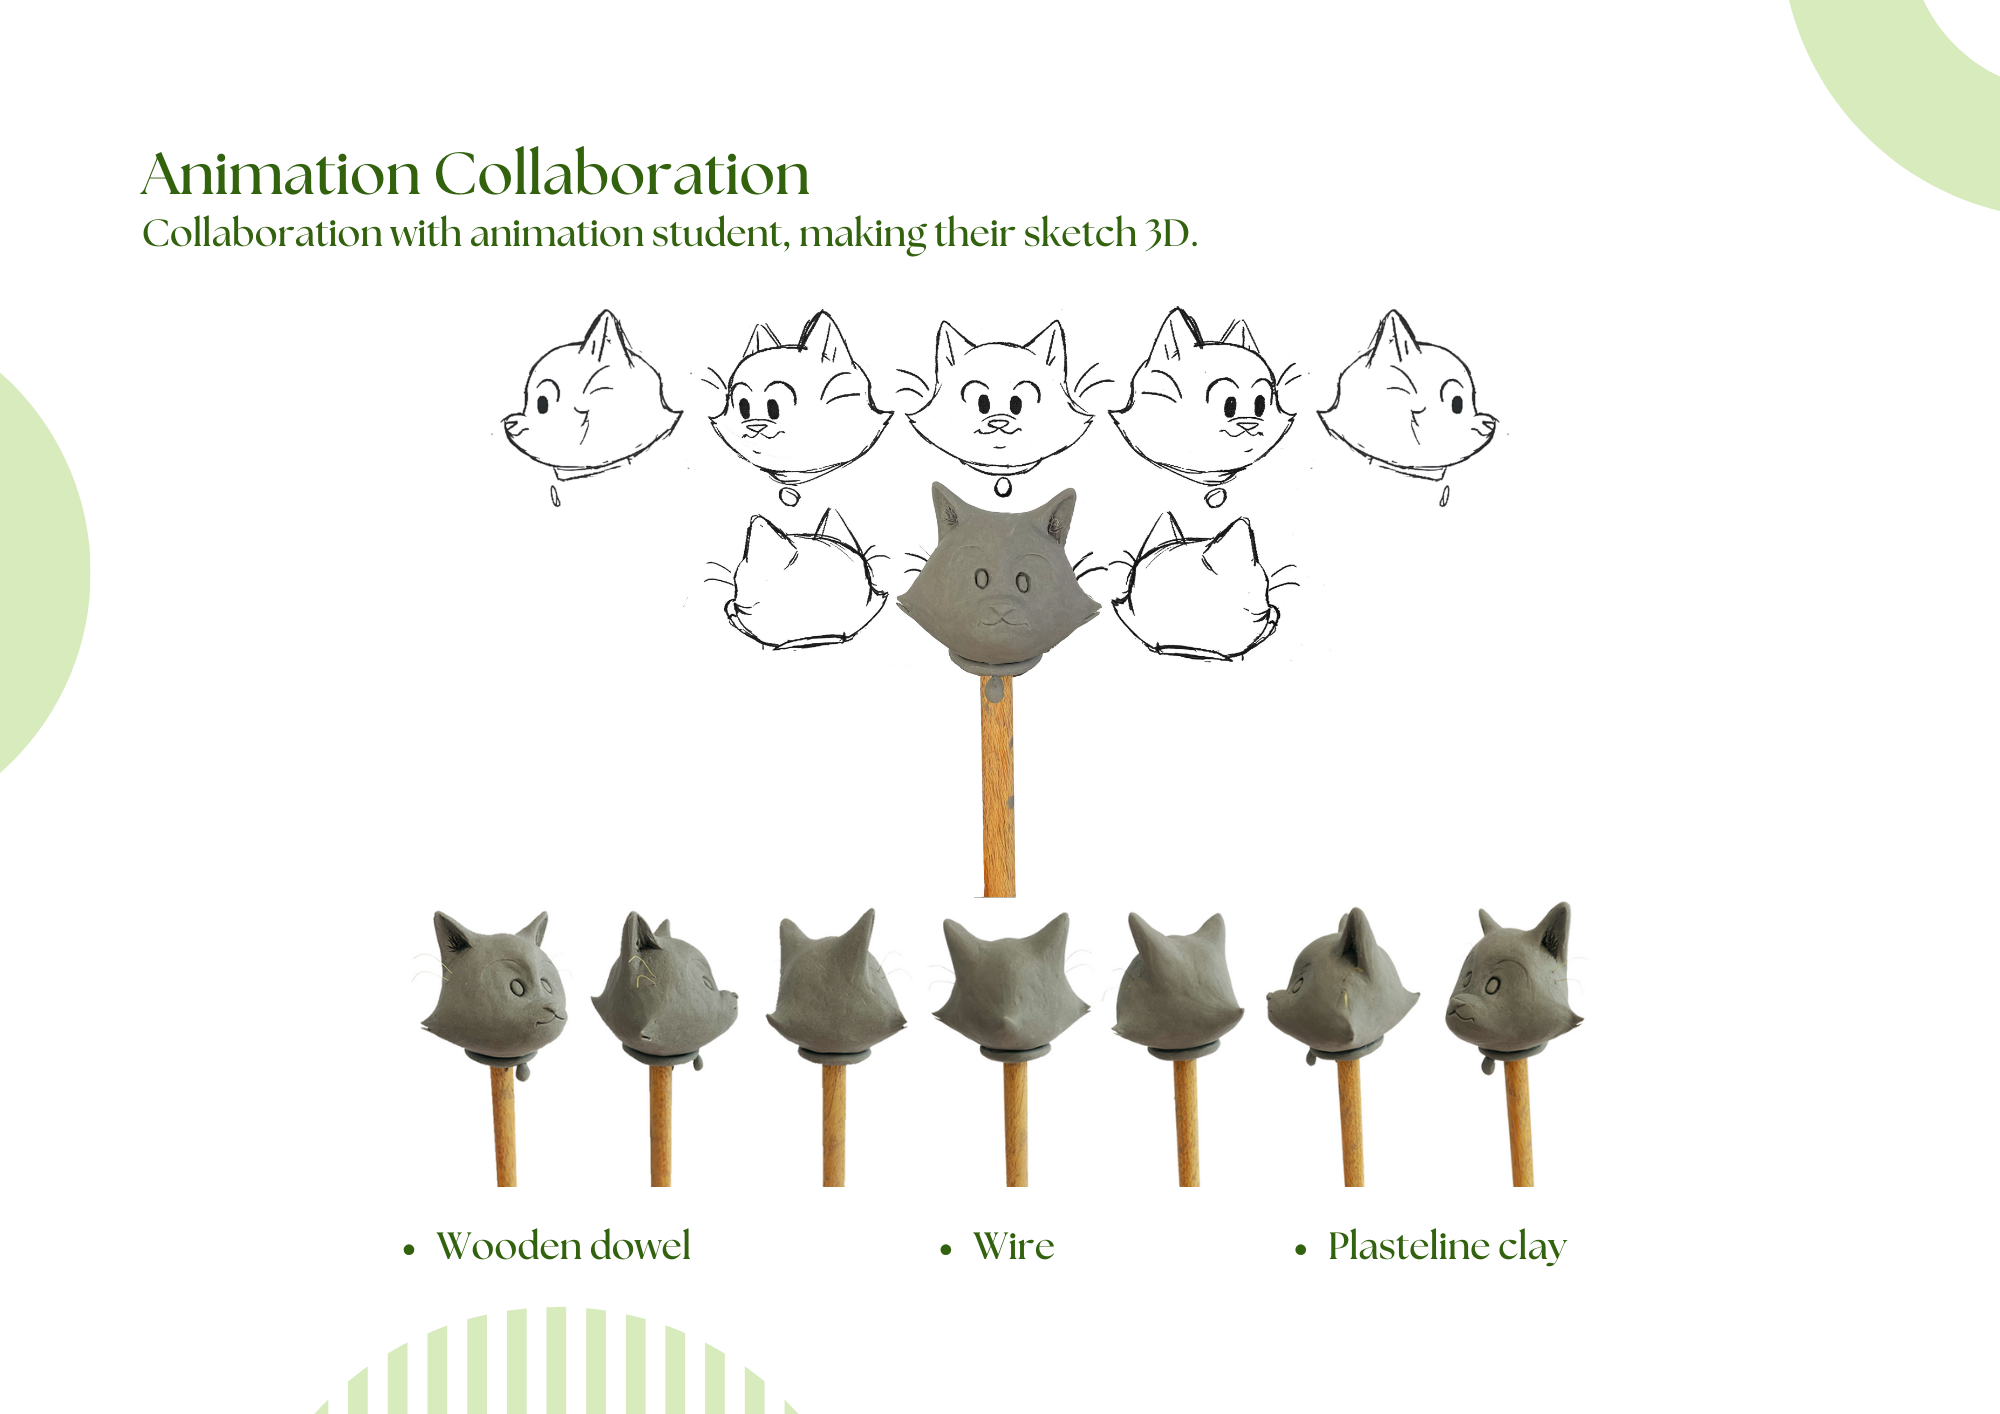 Animation Collaboration
Collaboration with animation student, making their sketch 3D.
• Wooden dowel
• Wire
• Plasteline clay